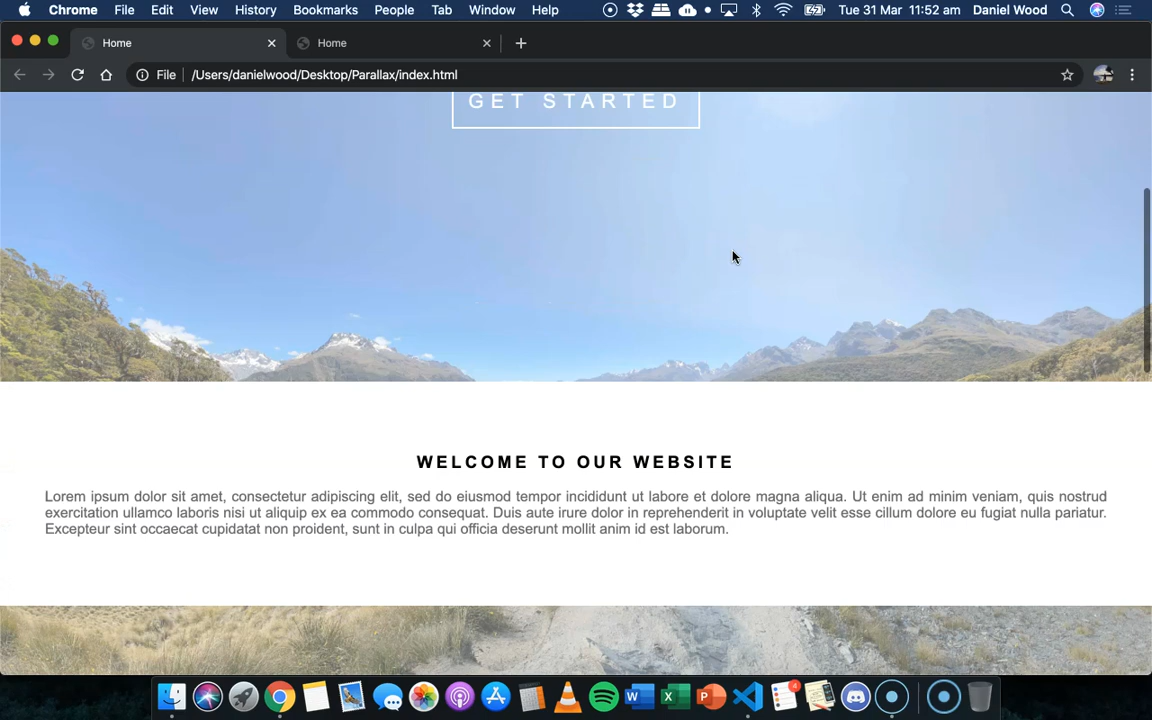 Chrome File Edit View History Bookmarks People Tab Window Help Tue 31 Mar 11:52 am Daniel Wood
Home Home
File /Users/danielwood/Desktop/Parallax/index.html
GET STARTED
WELCOME TO OUR WEBSITE
Lorem ipsum dolor sit amet, consectetur adipiscing elit, sed do eiusmod tempor incididunt ut labore et dolore magna aliqua. Ut enim ad minim veniam, quis nostrud
exercitation ullamco laboris nisi ut aliquip ex ea commodo consequat. Duis aute irure dolor in reprehenderit in voluptate velit esse cillum dolore eu fugiat nulla pariatur.
Excepteur sint occaecat cupidatat non proident, sunt in culpa qui officia deserunt mollit anim id est laborum.
W X P 4